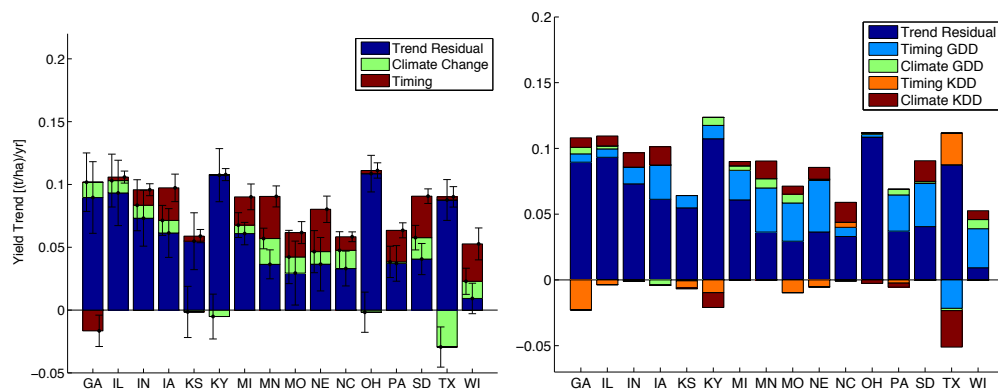 0.2
0.15
0.1
0.05
0
−0.05
Yield Trend [(t/ha)/yr]
Trend Residual
Climate Change
Timing
GA IL IN IA KS KY MI MN MO NE NC OH PA SD TX WI
0.2
0.15
0.1
0.05
0
−0.05
Trend Residual
Timing GDD
Climate GDD
Timing KDD
Climate KDD
GA IL IN IA KS KY MI MN MO NE NC OH PA SD TX WI